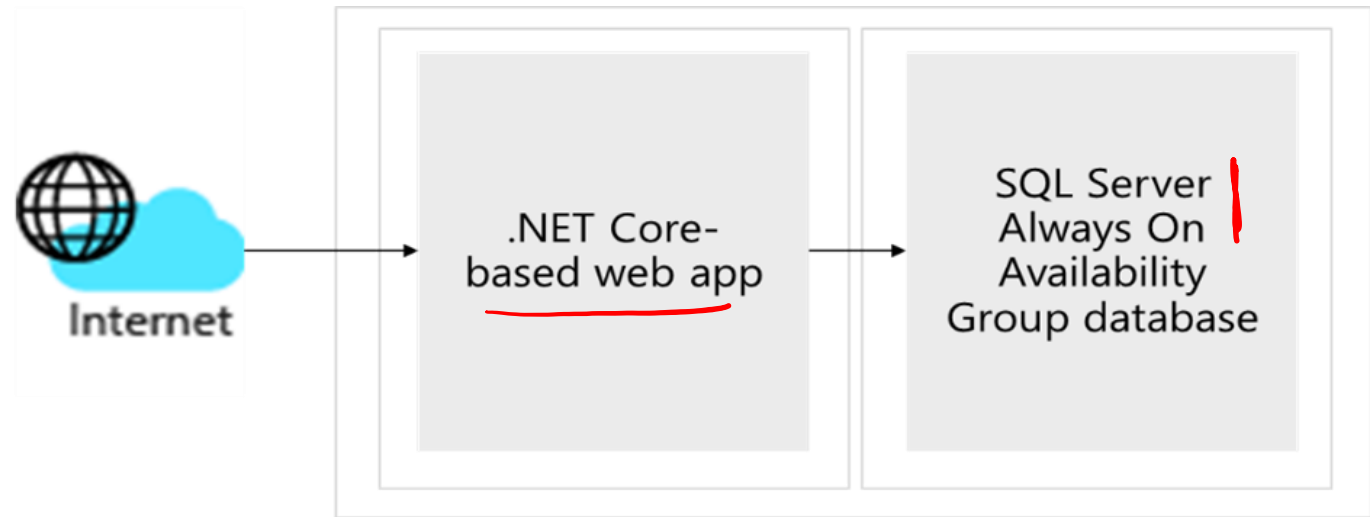 Internet
.NET Core-
based web app
SQL Server
Always On
Availability
Group database